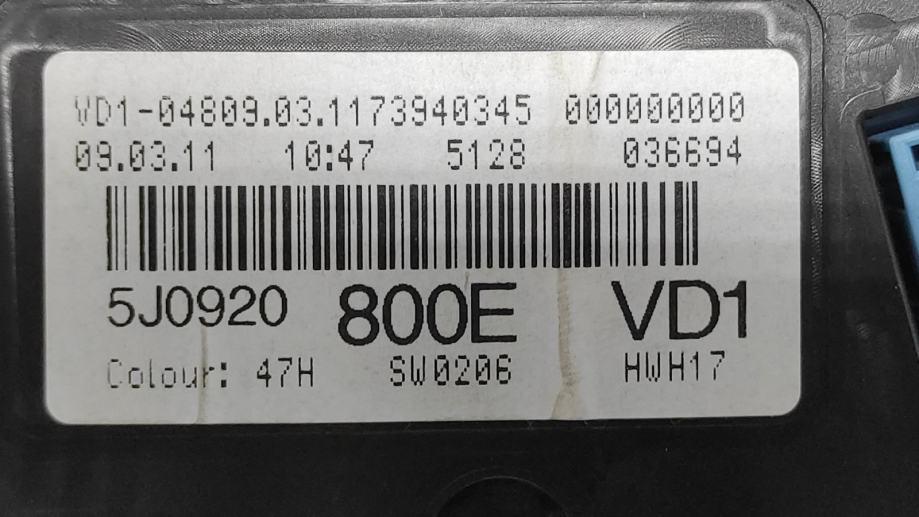 VD1-04809.03.1173940345 000000000
09.03.11 10:47 5128 036694
5J0920 800E VD1
Colour: 47H SW0206 HWH17